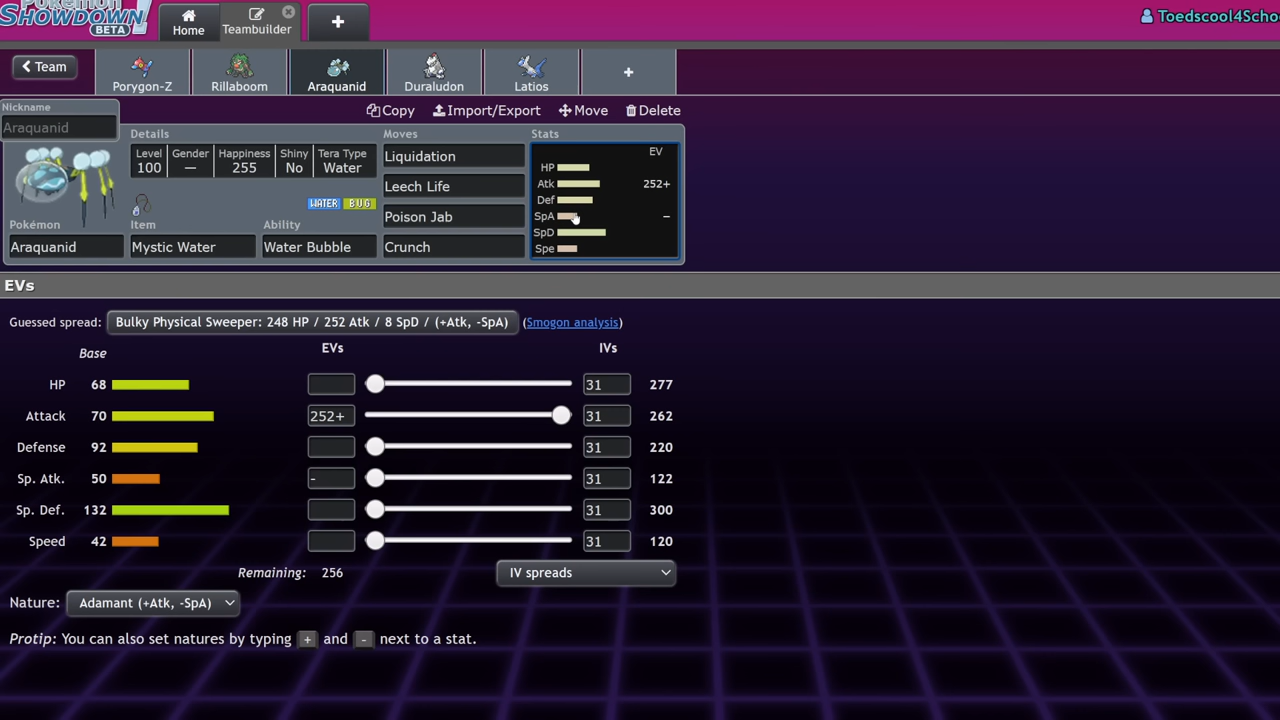 Pokémon
SHOWDOWN!
BETA
Home
Teambuilder
+
Toedscool4Scho
Team
Porygon-Z
Rillaboom
Araquanid
Duraludon
Latios
+
Copy Import/Export Move Delete
Nickname
Araquanid
Details
Level Gender Happiness Shiny Tera Type
100 — 255 No Water
WATER BUG
Pokémon Item Ability
Araquanid Mystic Water Water Bubble
Moves
Liquidation
Leech Life
Poison Jab
Crunch
Stats
EV
HP
Atk 252+
Def
SpA −
SpD
Spe
EVs
Guessed spread: Bulky Physical Sweeper: 248 HP / 252 Atk / 8 SpD / (+Atk, -SpA) (Smogon analysis)
Base EVs IVs
HP 68 31 277
Attack 70 252+ 31 262
Defense 92 31 220
Sp. Atk. 50 - 31 122
Sp. Def. 132 31 300
Speed 42 31 120
Remaining: 256 IV spreads
Nature: Adamant (+Atk, -SpA)
Protip: You can also set natures by typing + and - next to a stat.